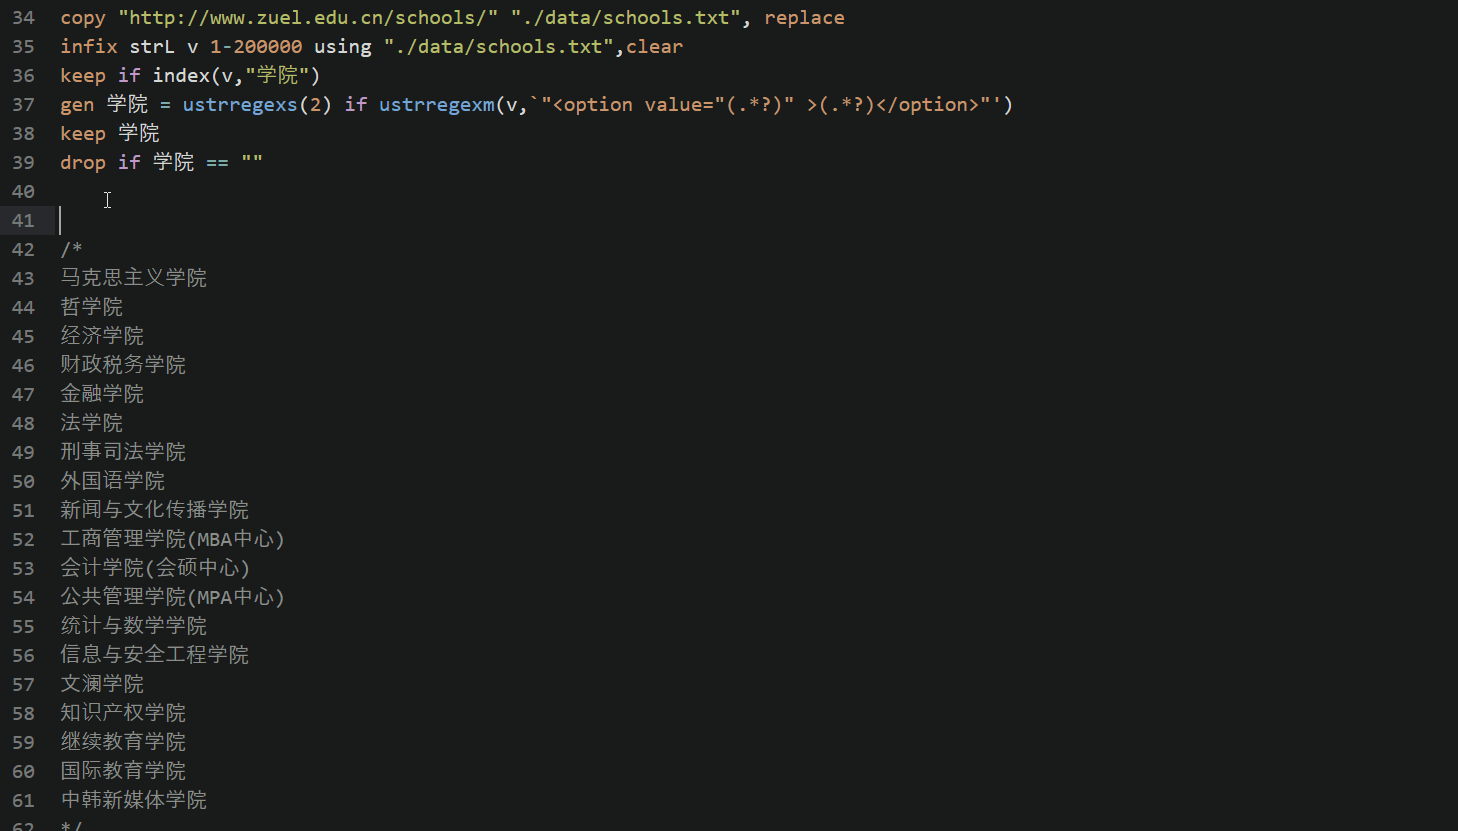 34 copy "http://www.zuel.edu.cn/schools/" "./data/schools.txt", replace
35 infix strL v 1-200000 using "./data/schools.txt",clear
36 keep if index(v,"学院")
37 gen 学院 = ustrregexs(2) if ustrregexm(v,`"<option value="(.*?)" >(.*?)</option>"')
38 keep 学院
39 drop if 学院 == ""
40
41
42 /*
43 马克思主义学院
44 哲学院
45 经济学院
46 财政税务学院
47 金融学院
48 法学院
49 刑事司法学院
50 外国语学院
51 新闻与文化传播学院
52 工商管理学院(MBA中心)
53 会计学院(会硕中心)
54 公共管理学院(MPA中心)
55 统计与数学学院
56 信息与安全工程学院
57 文澜学院
58 知识产权学院
59 继续教育学院
60 国际教育学院
61 中韩新媒体学院
62 */